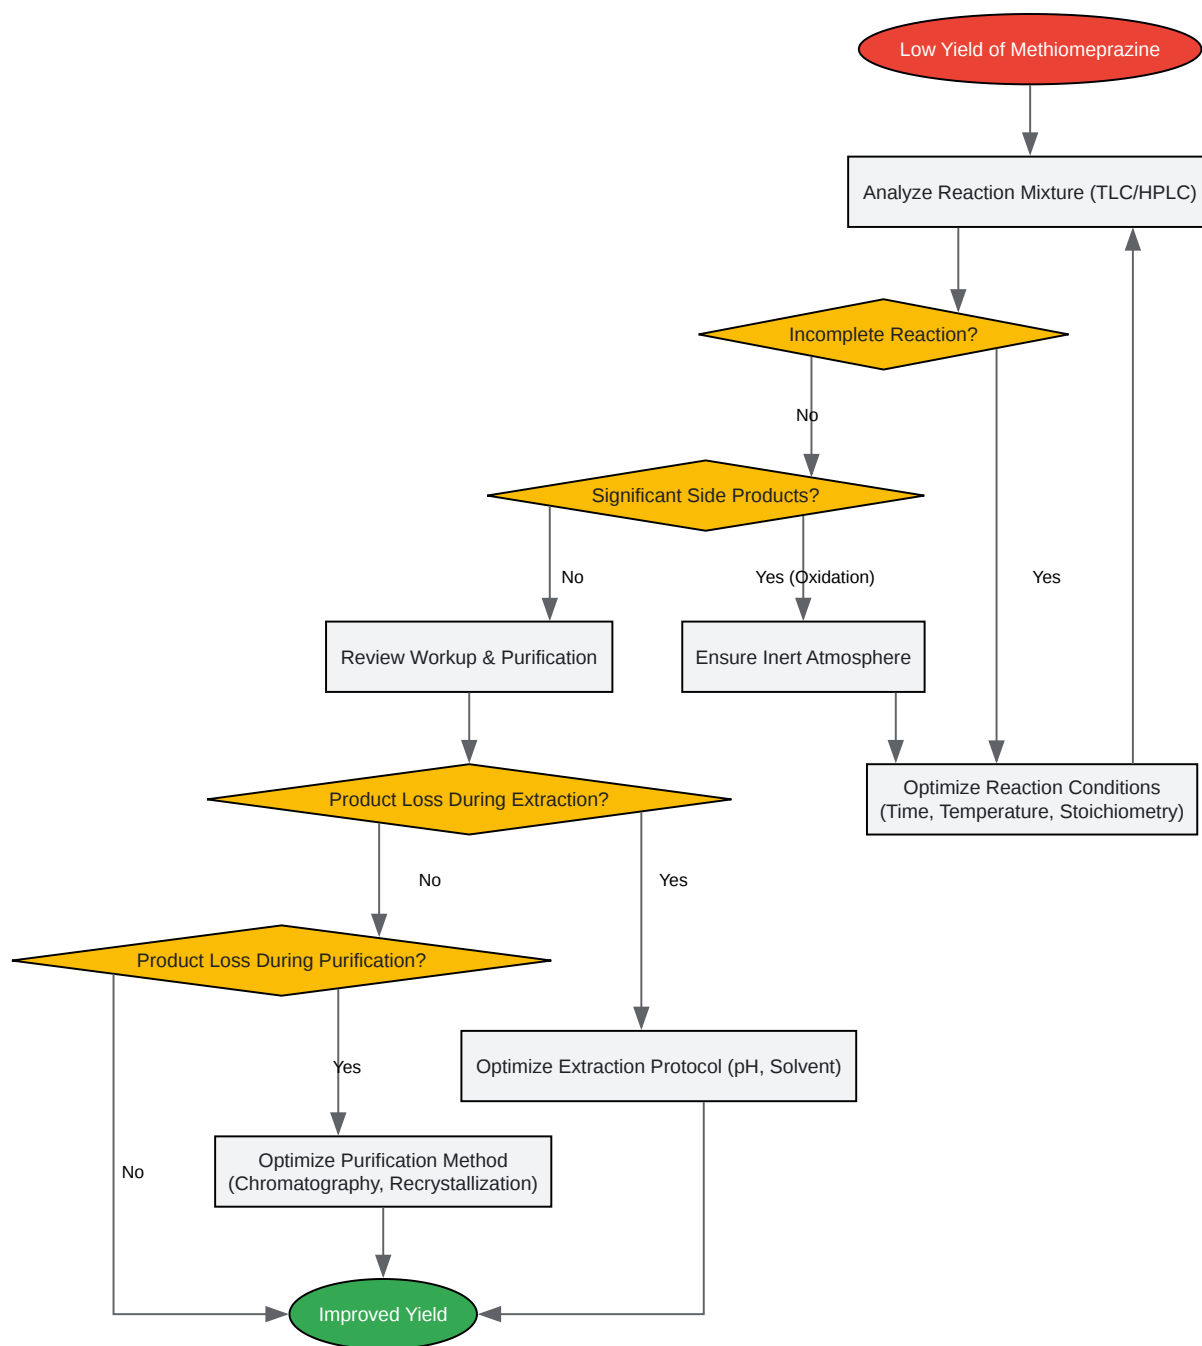 Low Yield of Methiomeprazine
Analyze Reaction Mixture (TLC/HPLC)
Incomplete Reaction?
No
Significant Side Products?
No
Yes (Oxidation)
Yes
Review Workup & Purification
Ensure Inert Atmosphere
Product Loss During Extraction?
Optimize Reaction Conditions
(Time, Temperature, Stoichiometry)
No
Yes
Product Loss During Purification?
Yes
Optimize Extraction Protocol (pH, Solvent)
No
Optimize Purification Method
(Chromatography, Recrystallization)
Improved Yield